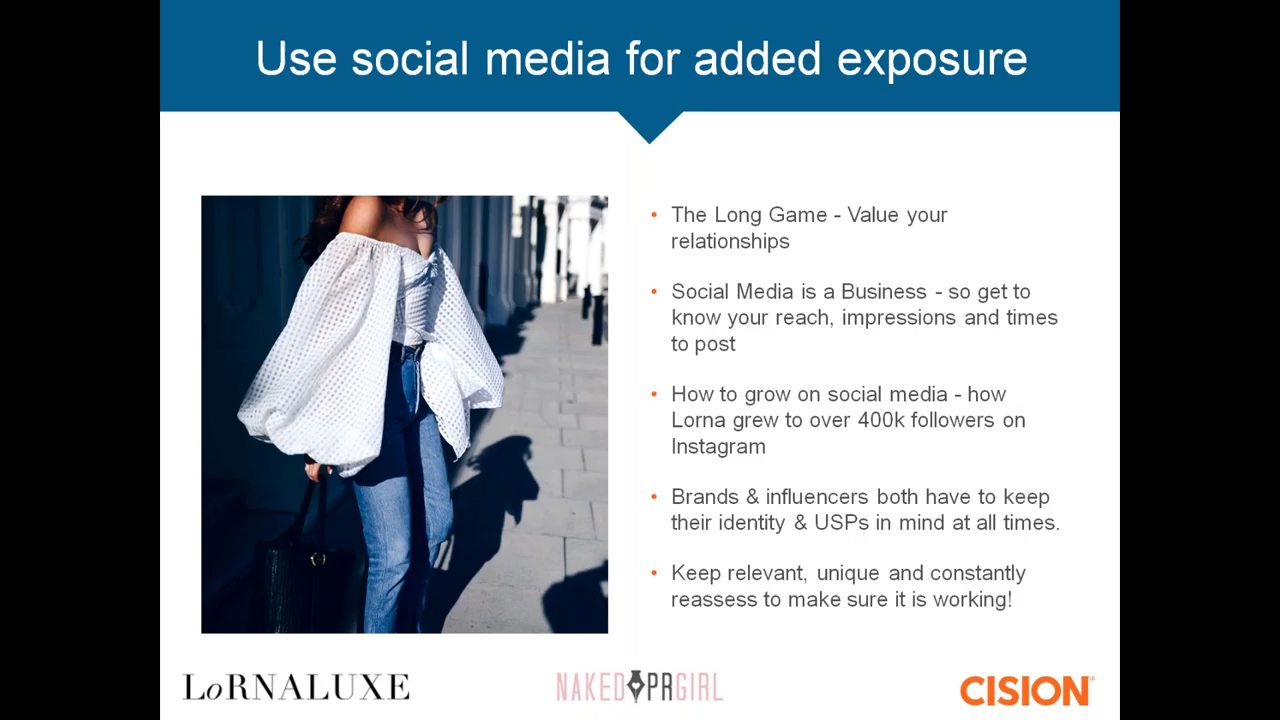 Use social media for added exposure
• The Long Game - Value your
relationships
• Social Media is a Business - so get to
know your reach, impressions and times
to post
• How to grow on social media - how
Lorna grew to over 400k followers on
Instagram
• Brands & influencers both have to keep
their identity & USPs in mind at all times.
• Keep relevant, unique and constantly
reassess to make sure it is working!
LoRNALUXE
NAKED PRGIRL
CISION®